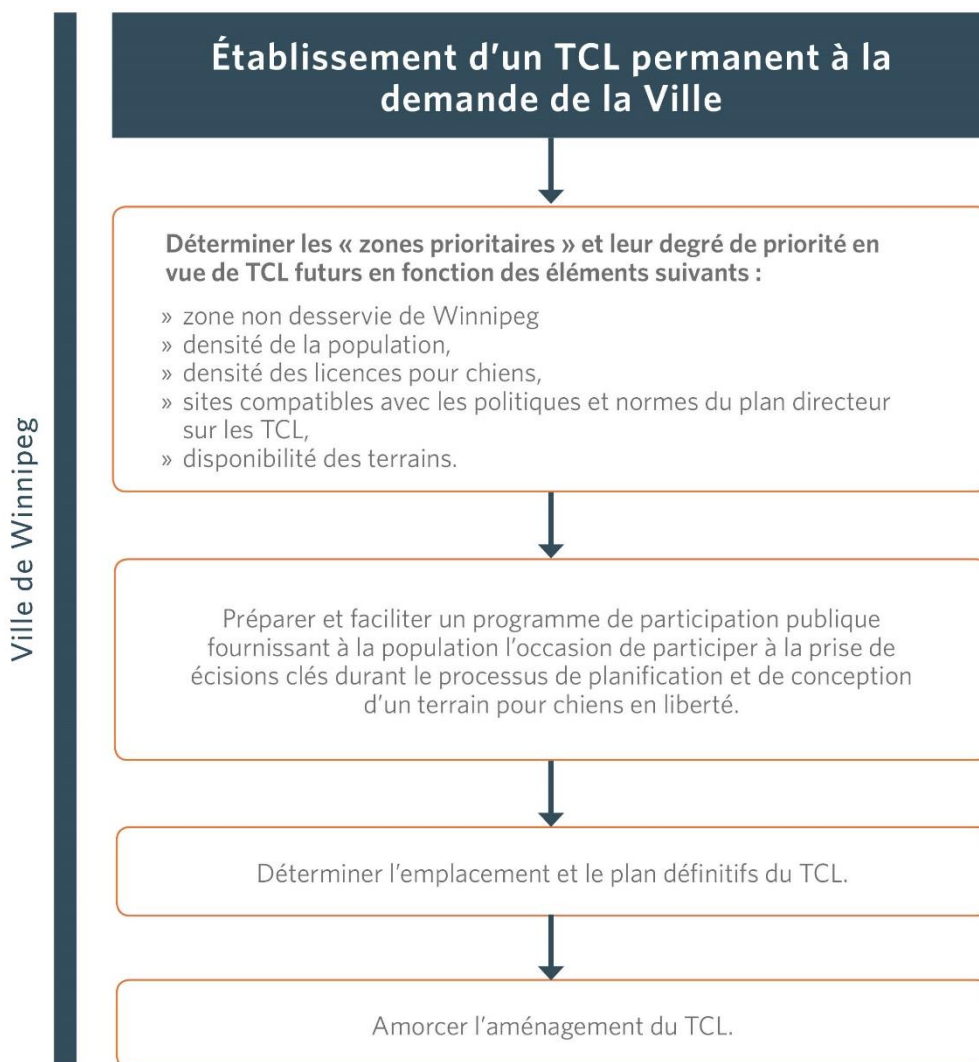 Établissement d'un TCL permanent à la
demande de la Ville
Ville de Winnipeg
Déterminer les « zones prioritaires » et leur degré de priorité en
vue de TCL futurs en fonction des éléments suivants :
» zone non desservie de Winnipeg
» densité de la population,
» densité des licences pour chiens,
» sites compatibles avec les politiques et normes du plan directeur
sur les TCL,
» disponibilité des terrains.
Préparer et faciliter un programme de participation publique
fournissant à la population l'occasion de participer à la prise de
écisions clés durant le processus de planification et de conception
d'un terrain pour chiens en liberté.
Déterminer l'emplacement et le plan définitifs du TCL.
Amorcer l'aménagement du TCL.